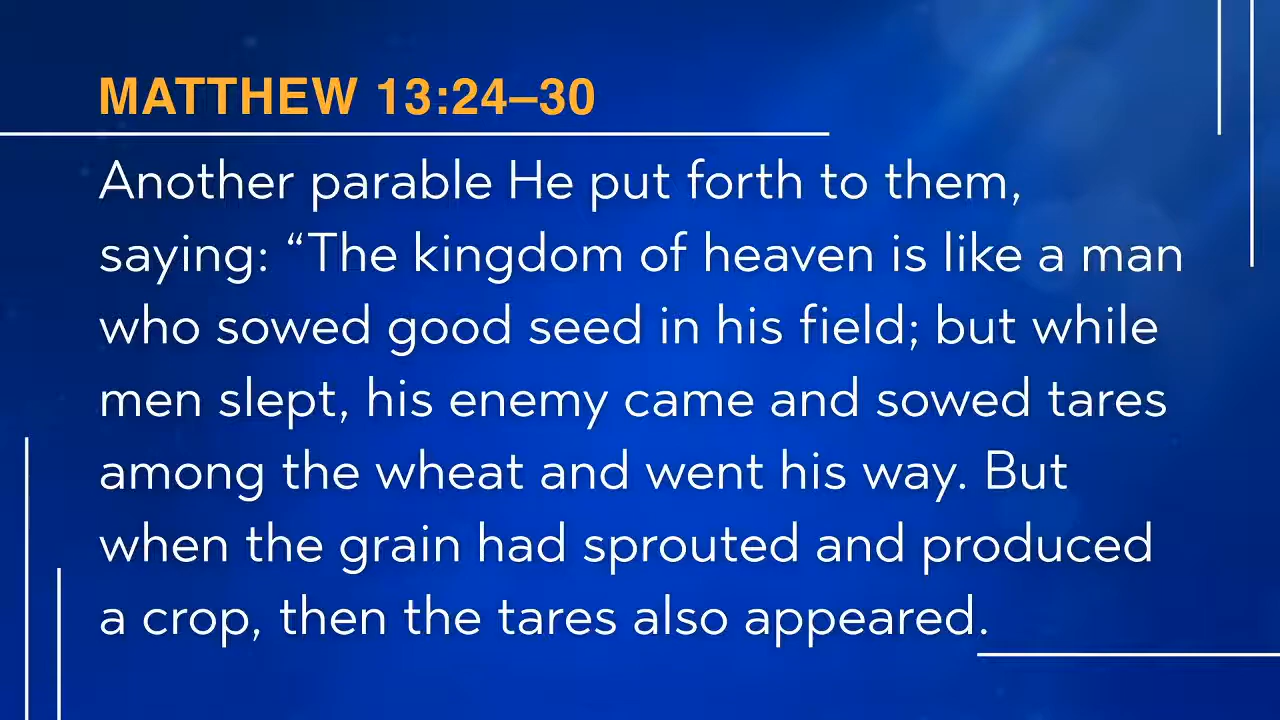 MATTHEW 13:24–30
Another parable He put forth to them,
saying: “The kingdom of heaven is like a man
who sowed good seed in his field; but while
men slept, his enemy came and sowed tares
among the wheat and went his way. But
when the grain had sprouted and produced
a crop, then the tares also appeared.